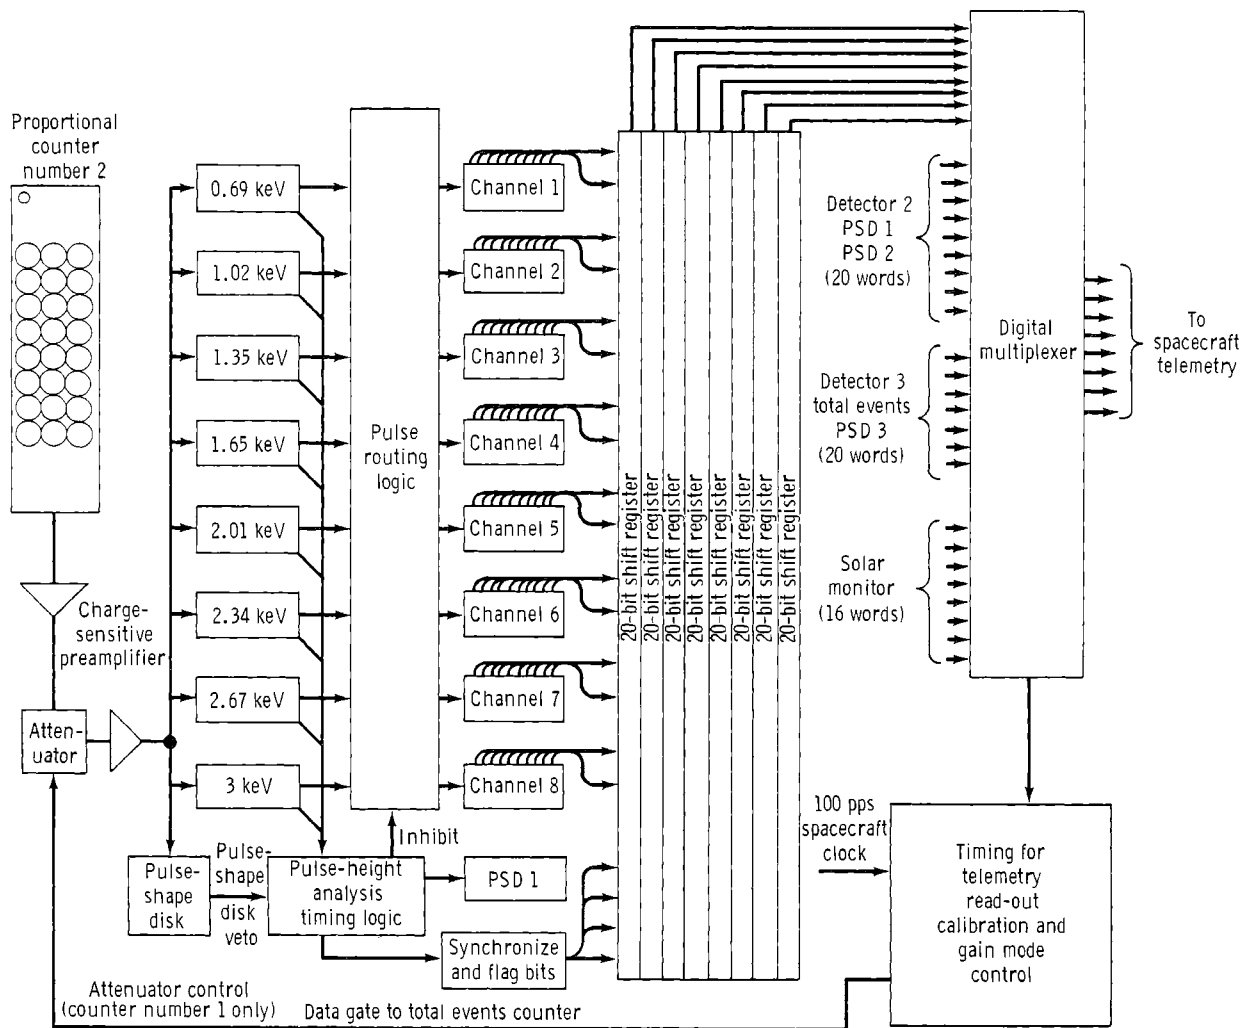 Proportional
counter
number 2
Charge-
sensitive
preamplifier
Atten-
uator
0.69 keV
1.02 keV
1.35 keV
1.65 keV
2.01 keV
2.34 keV
2.67 keV
3 keV
Pulse-
shape
disk
Pulse-
shape
disk
veto
Pulse-height
analysis
timing logic
Inhibit
Pulse
routing
logic
Channel 1
Channel 2
Channel 3
Channel 4
Channel 5
Channel 6
Channel 7
Channel 8
PSD 1
Synchronize
and flag bits
20-bit shift register
20-bit shift register
20-bit shift register
20-bit shift register
20-bit shift register
20-bit shift register
20-bit shift register
20-bit shift register
Detector 2
PSD 1
PSD 2
(20 words)
Detector 3
total events
PSD 3
(20 words)
Solar
monitor
(16 words)
Digital
multiplexer
To
spacecraft
telemetry
100 pps
spacecraft
clock
Timing for
telemetry
read-out
calibration and
gain mode
control
Attenuator control
(counter number 1 only)
Data gate to total events counter